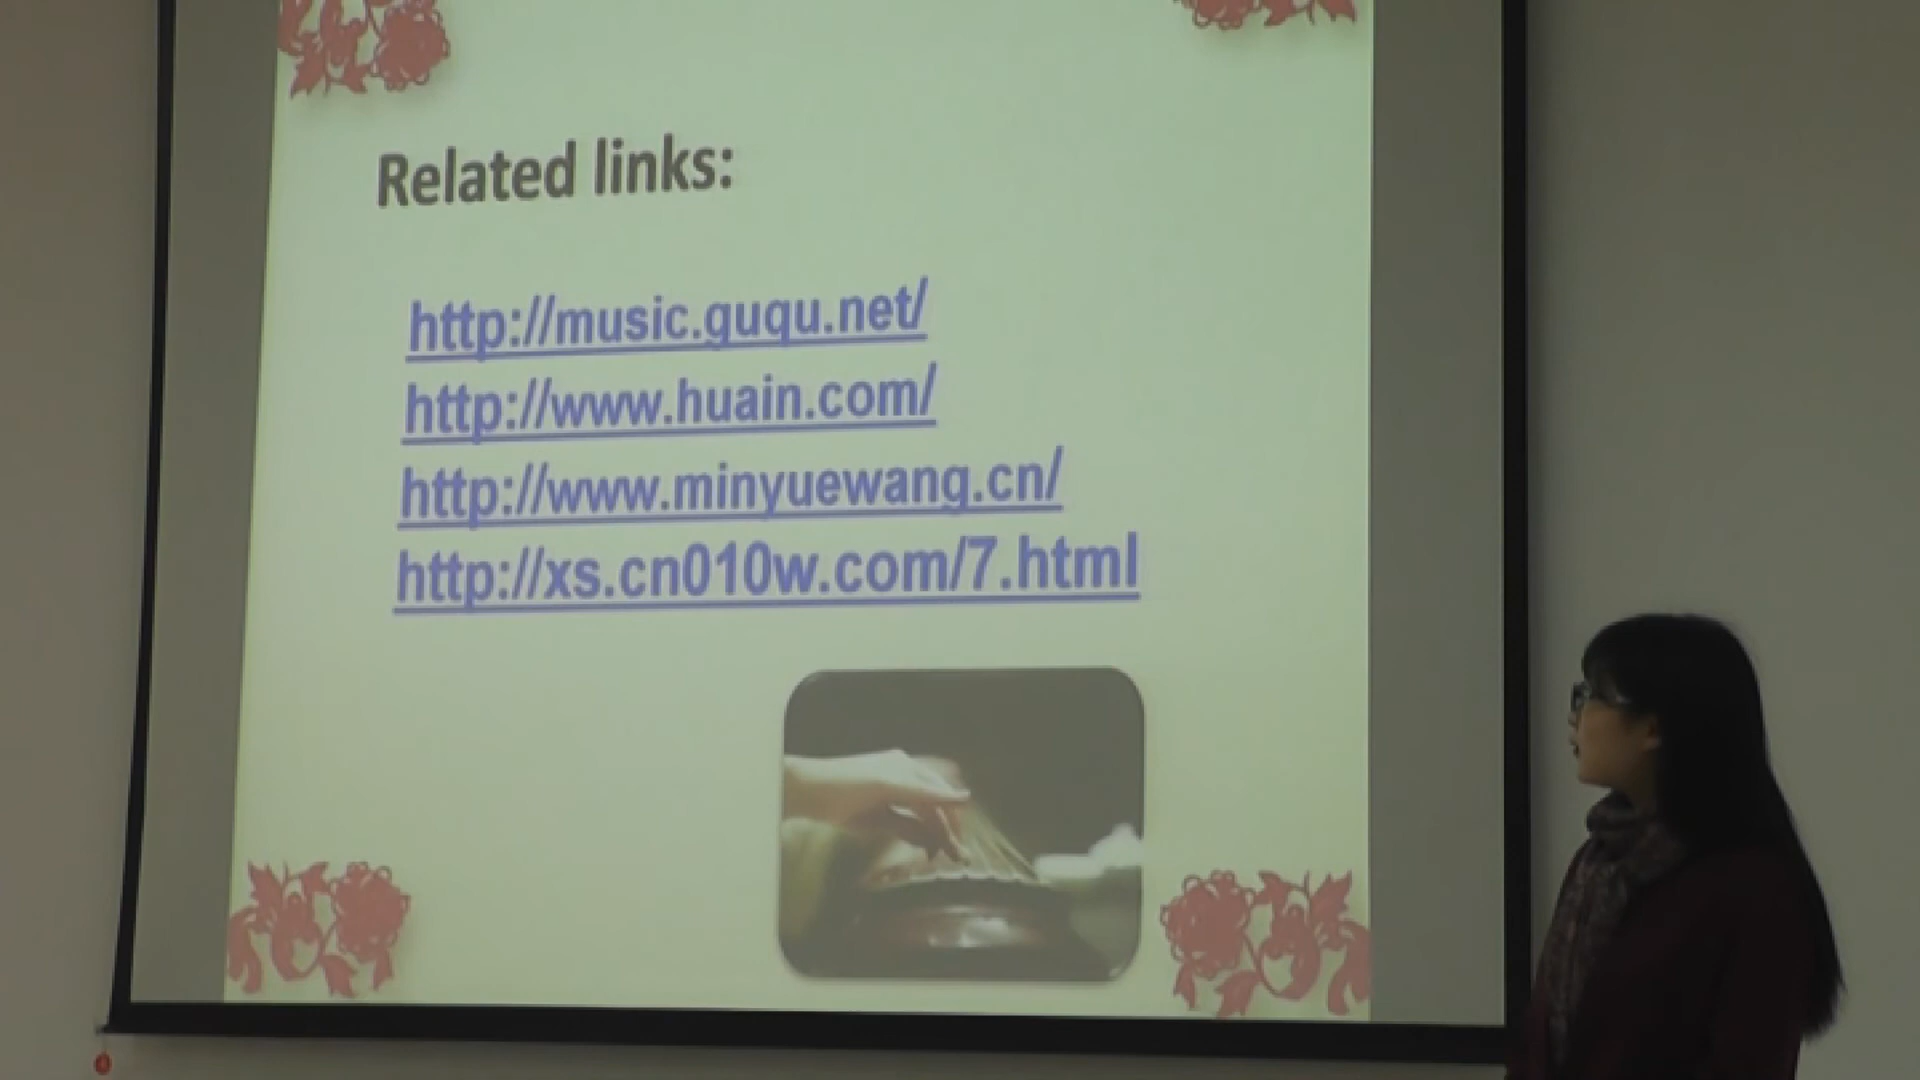 Related links:
http://music.guqu.net/
http://www.huain.com/
http://www.minyuewang.cn/
http://xs.cn010w.com/7.html